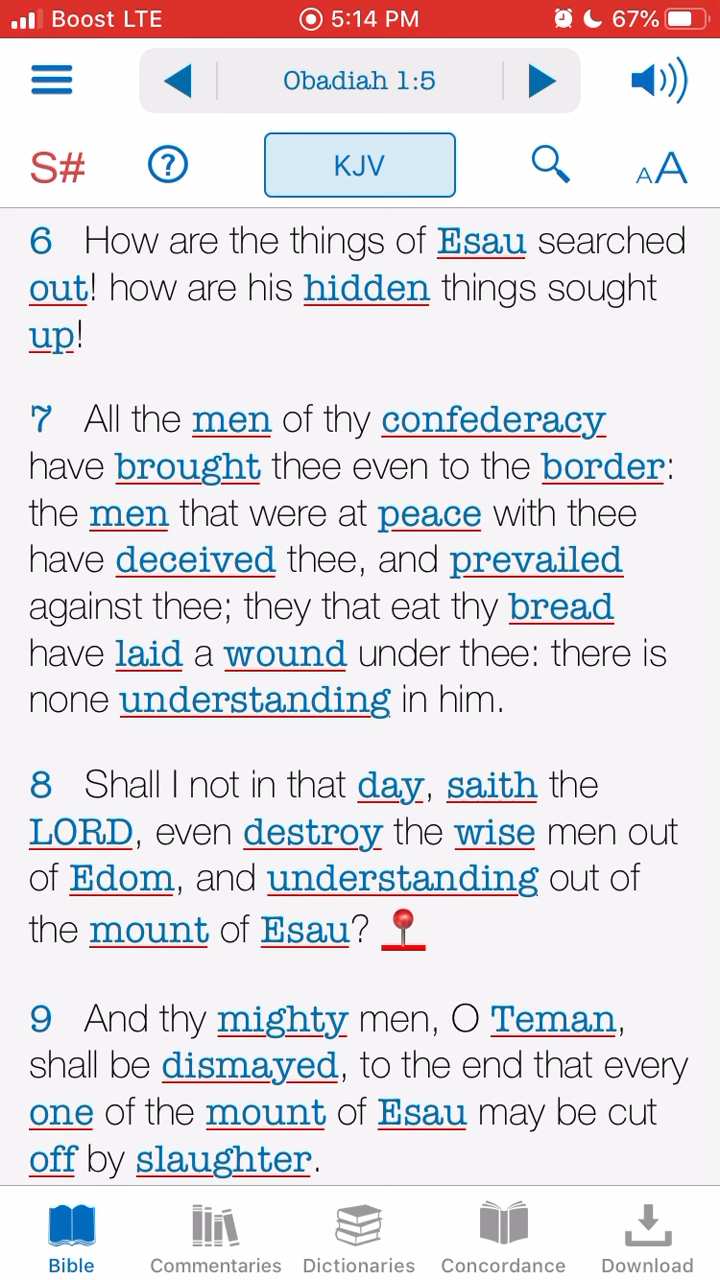 Boost LTE 5:14 PM 67%
Obadiah 1:5
S# ? KJV AA
6 How are the things of Esau searched
out! how are his hidden things sought
up!
7 All the men of thy confederacy
have brought thee even to the border:
the men that were at peace with thee
have deceived thee, and prevailed
against thee; they that eat thy bread
have laid a wound under thee: there is
none understanding in him.
8 Shall I not in that day, saith the
LORD, even destroy the wise men out
of Edom, and understanding out of
the mount of Esau?
9 And thy mighty men, O Teman,
shall be dismayed, to the end that every
one of the mount of Esau may be cut
off by slaughter.
Bible Commentaries Dictionaries Concordance Download